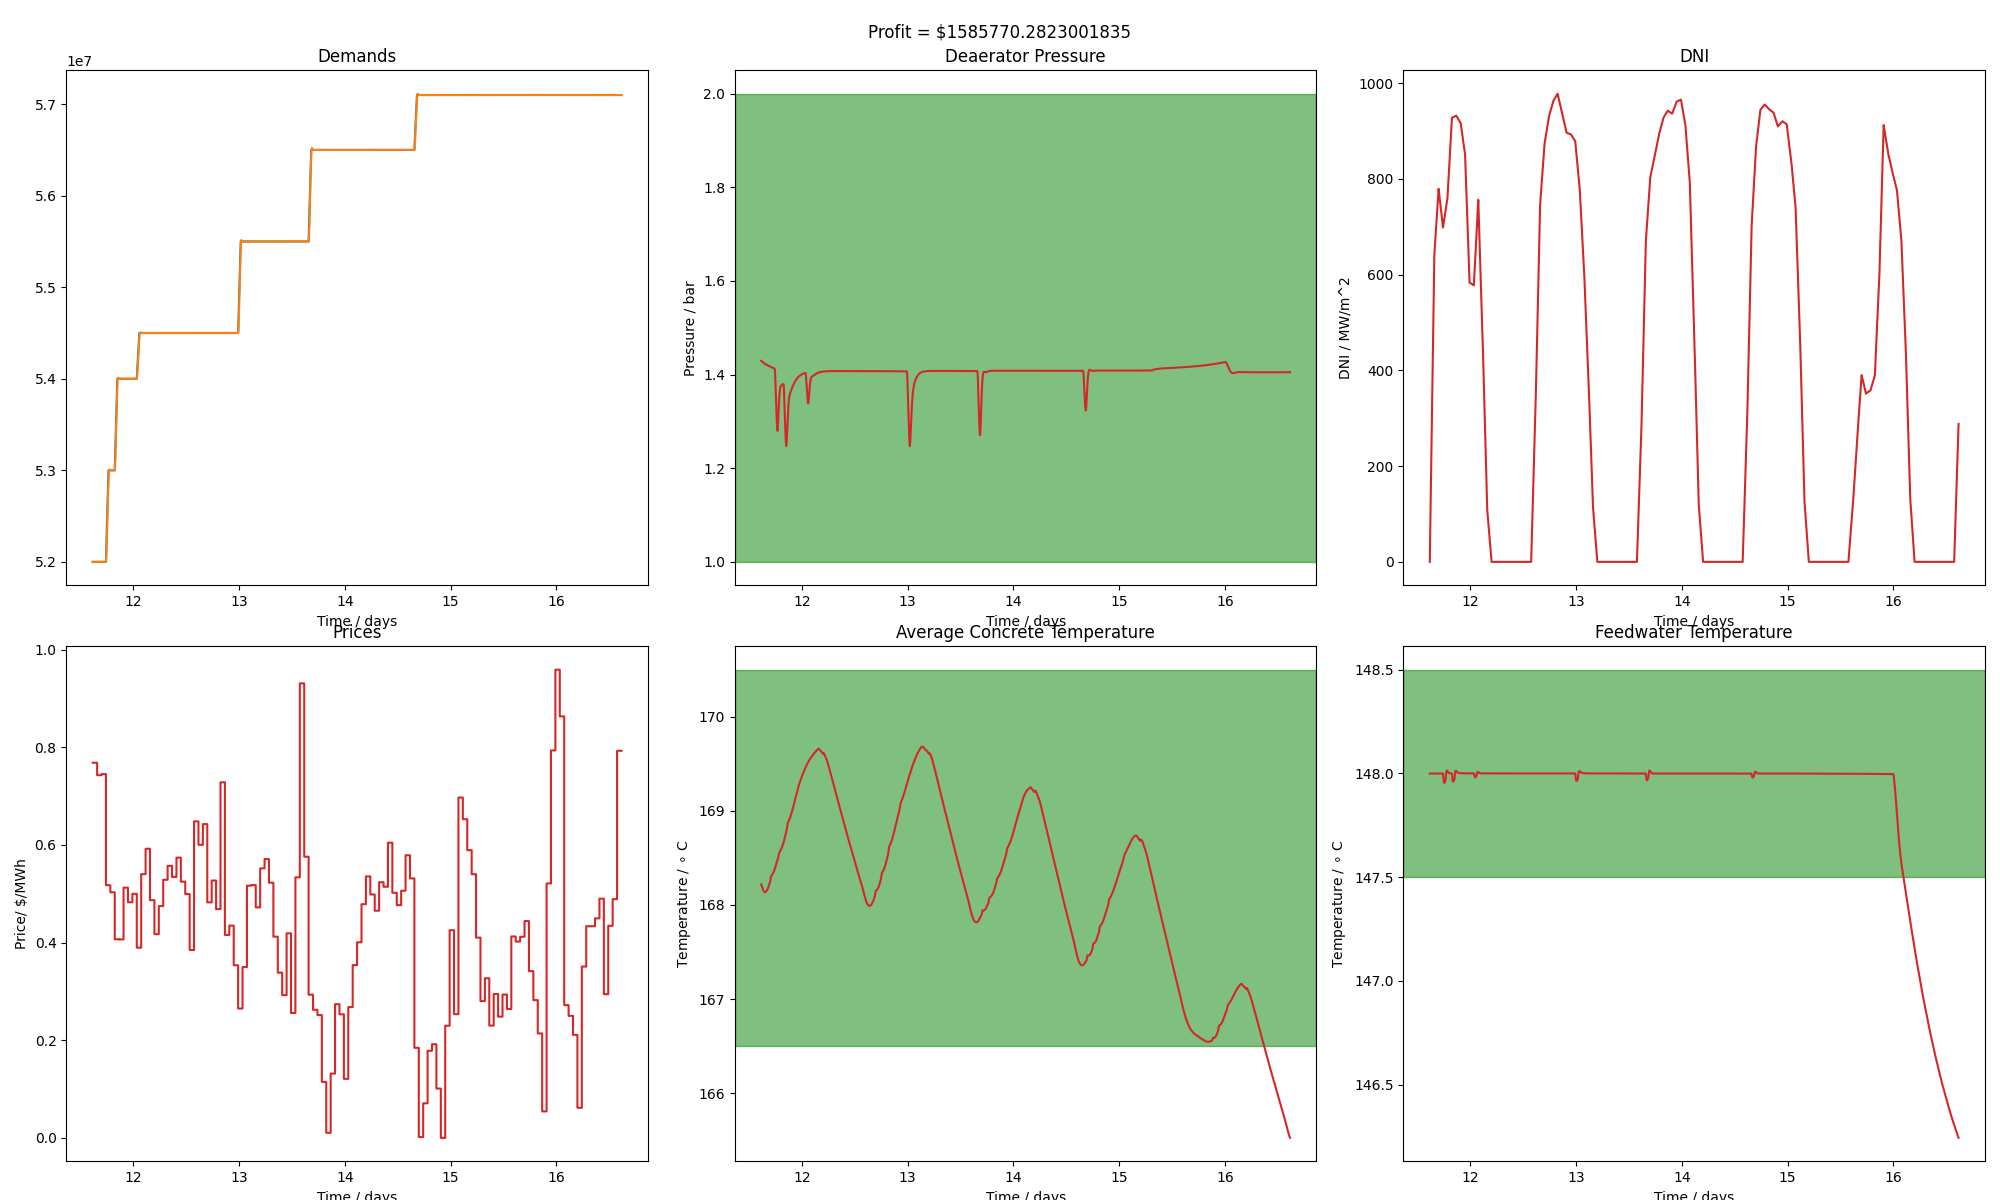 Profit = $1585770.2823001835
Demands
1e7
5.7
5.6
5.5
5.4
5.3
5.2
12 13 14 15 16
Time / days
Deaerator Pressure
Pressure / bar
2.0
1.8
1.6
1.4
1.2
1.0
12 13 14 15 16
Time / days
DNI
DNI / MW/m^2
1000
800
600
400
200
0
12 13 14 15 16
Time / days
Prices
Price/ $/MWh
1.0
0.8
0.6
0.4
0.2
0.0
12 13 14 15 16
Time / days
Average Concrete Temperature
Temperature / ∘ C
170
169
168
167
166
12 13 14 15 16
Time / days
Feedwater Temperature
Temperature / ∘ C
148.5
148.0
147.5
147.0
146.5
12 13 14 15 16
Time / days